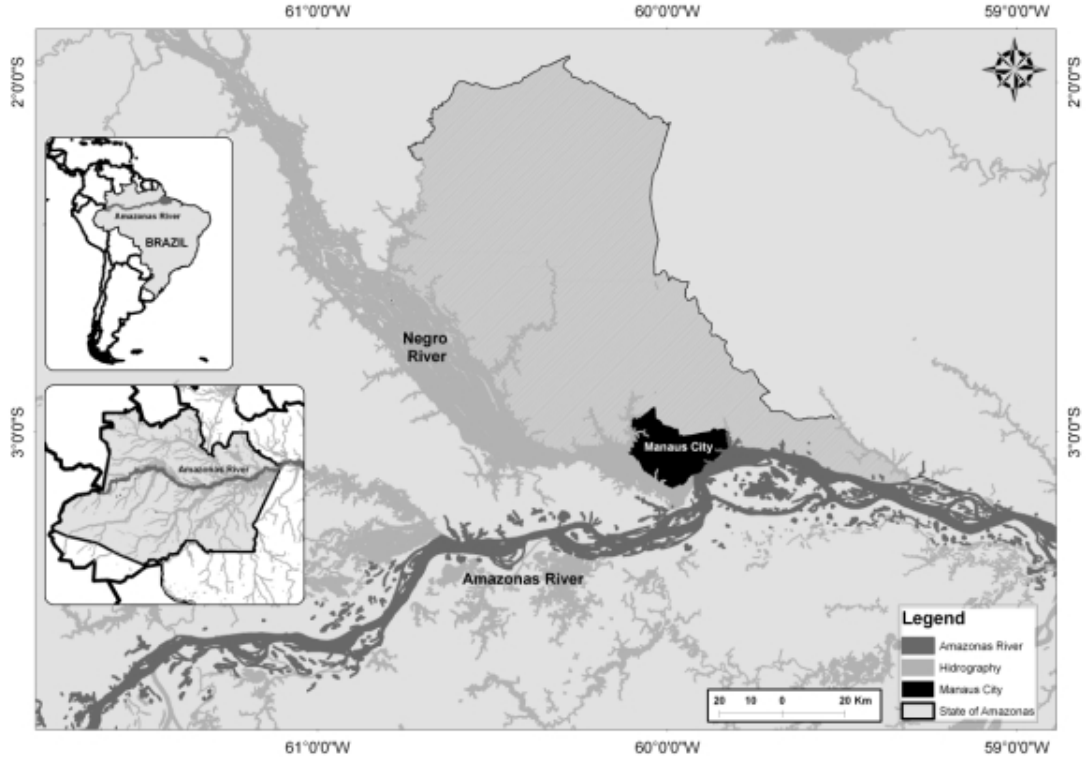 61°0'0"W 60°0'0"W 59°0'0"W
2°0'0"S
2°0'0"S
Amazonas River
BRAZIL
Negro
River
3°0'0"S
Manaus City
3°0'0"S
Amazonas River
Amazonas River
Legend
Amazonas River
Hidrography
Manaus City
State of Amazonas
20 10 0 20 Km
61°0'0"W 60°0'0"W 59°0'0"W